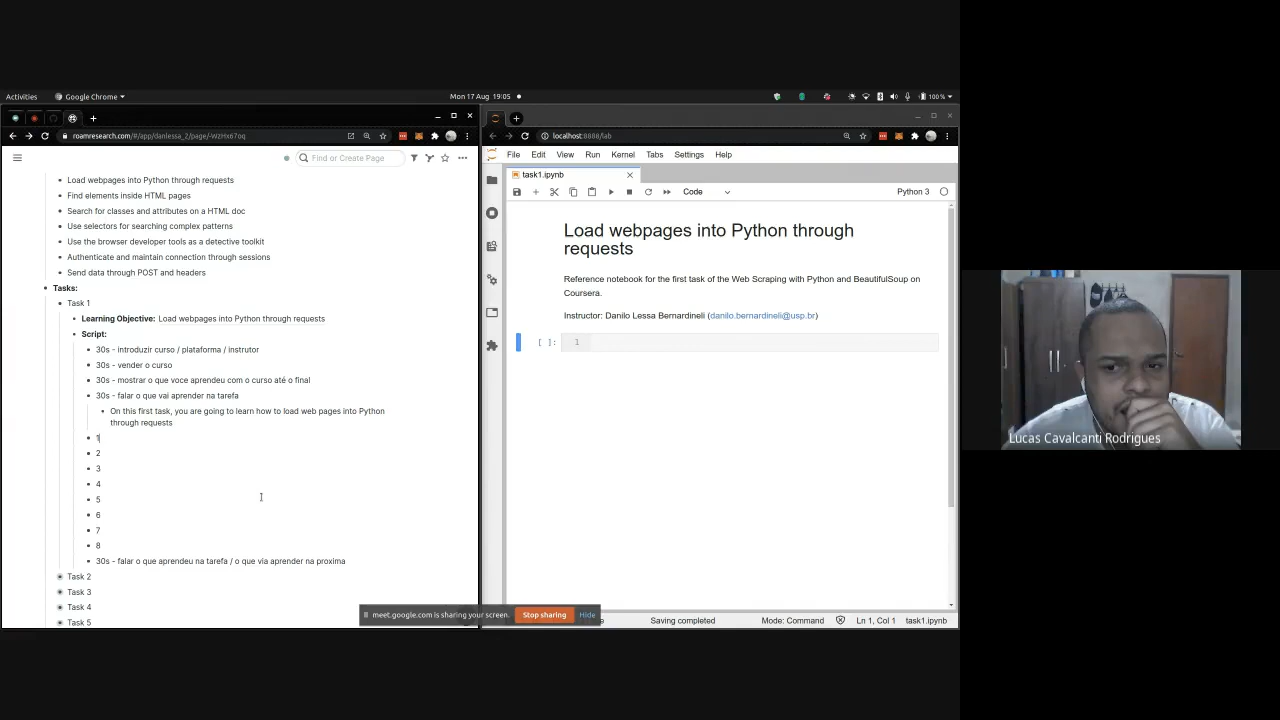 Activities
Google Chrome
Mon 17 Aug 19:05
100%
roamresearch.com/#/app/danlessa_2/page/-WzHx67oq
Find or Create Page
Load webpages into Python through requests
Find elements inside HTML pages
Search for classes and attributes on a HTML doc
Use selectors for searching complex patterns
Use the browser developer tools as a detective toolkit
Authenticate and maintain connection through sessions
Send data through POST and headers
Tasks:
Task 1
Learning Objective: Load webpages into Python through requests
Script:
30s - introduzir curso / plataforma / instrutor
30s - vender o curso
30s - mostrar o que voce aprendeu com o curso até o final
30s - falar o que vai aprender na tarefa
On this first task, you are going to learn how to load web pages into Python
through requests
1
2
3
4
5
6
7
8
30s - falar o que aprendeu na tarefa / o que via aprender na proxima
Task 2
Task 3
Task 4
Task 5
meet.google.com is sharing your screen.
Stop sharing
Hide
localhost:8888/lab
File Edit View Run Kernel Tabs Settings Help
task1.ipynb
Code
Python 3
Load webpages into Python through
requests
Reference notebook for the first task of the Web Scraping with Python and BeautifulSoup on
Coursera.
Instructor: Danilo Lessa Bernardineli (danilo.bernardineli@usp.br)
[ ]: 1
Saving completed
Mode: Command
Ln 1, Col 1
task1.ipynb
Lucas Cavalcanti Rodrigues